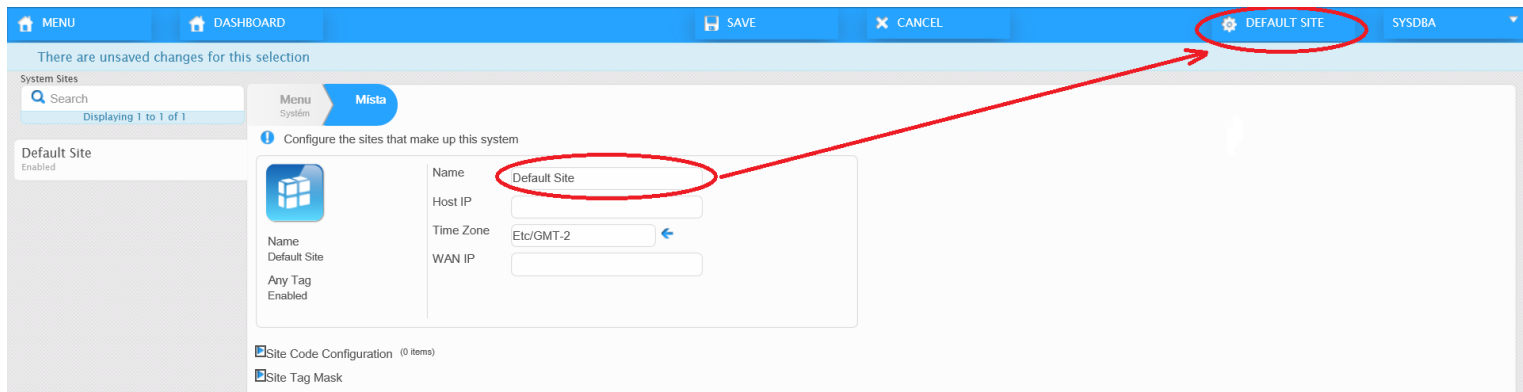 MENU DASHBOARD SAVE CANCEL DEFAULT SITE SYSDBA
There are unsaved changes for this selection
System Sites
Search
Displaying 1 to 1 of 1
Default Site
Enabled
Menu Místa
Systém
Configure the sites that make up this system
Name
Default Site
Any Tag
Enabled
Name Default Site
Host IP
Time Zone Etc/GMT-2
WAN IP
Site Code Configuration (0 items)
Site Tag Mask